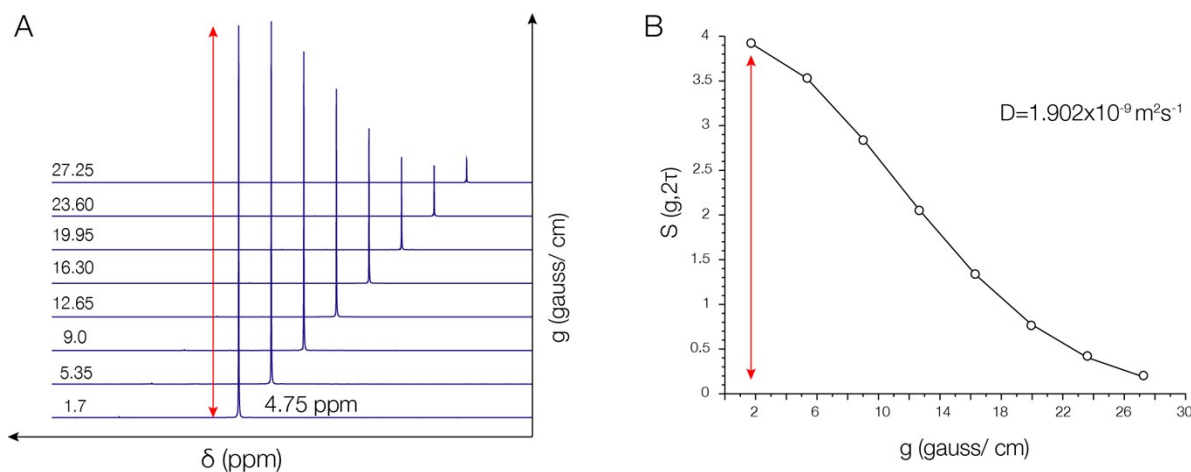 A
27.25
23.60
19.95
16.30
12.65
9.0
5.35
1.7
4.75 ppm
δ (ppm)
g (gauss/ cm)
B
S (g,2τ)
4
3.5
3
2.5
2
1.5
1
0.5
0
D=1.902x10⁻⁹ m²s⁻¹
2 6 10 14 18 22 26 30
g (gauss/ cm)